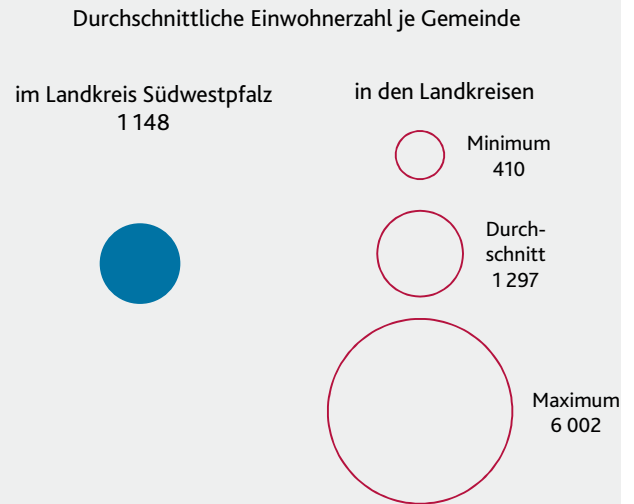 Durchschnittliche Einwohnerzahl je Gemeinde
im Landkreis Südwestpfalz
1 148
in den Landkreisen
Minimum
410
Durch-
schnitt
1 297
Maximum
6 002